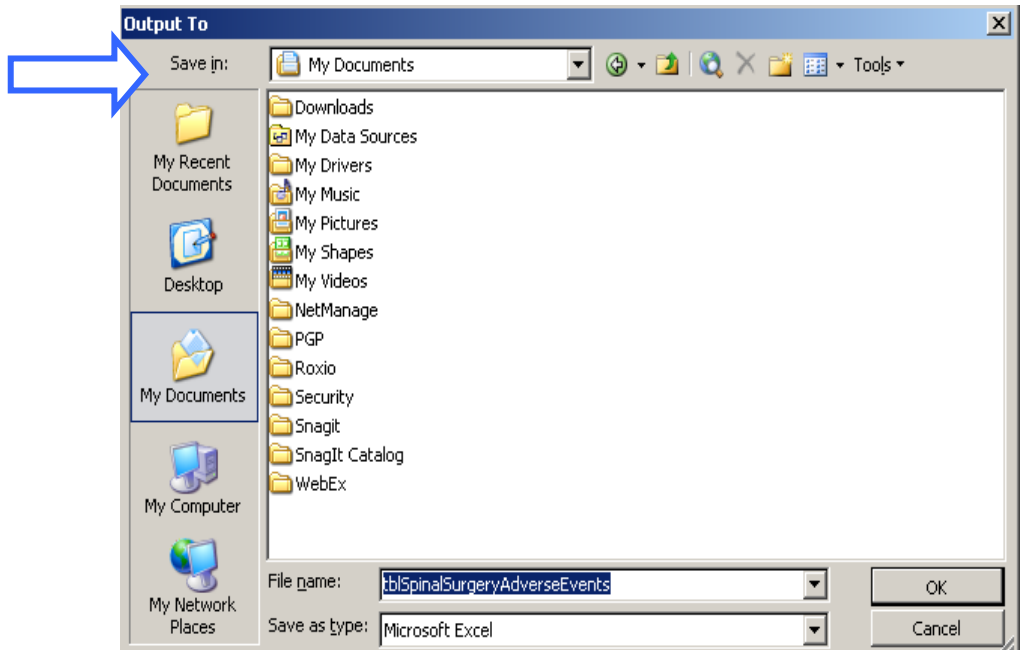 Output To
Save in:
My Documents
Tools
My Recent
Documents
Desktop
My Documents
My Computer
My Network
Places
Downloads
My Data Sources
My Drivers
My Music
My Pictures
My Shapes
My Videos
NetManage
PGP
Roxio
Security
Snagit
SnagIt Catalog
WebEx
File name:
tblSpinalSurgeryAdverseEvents
OK
Save as type:
Microsoft Excel
Cancel